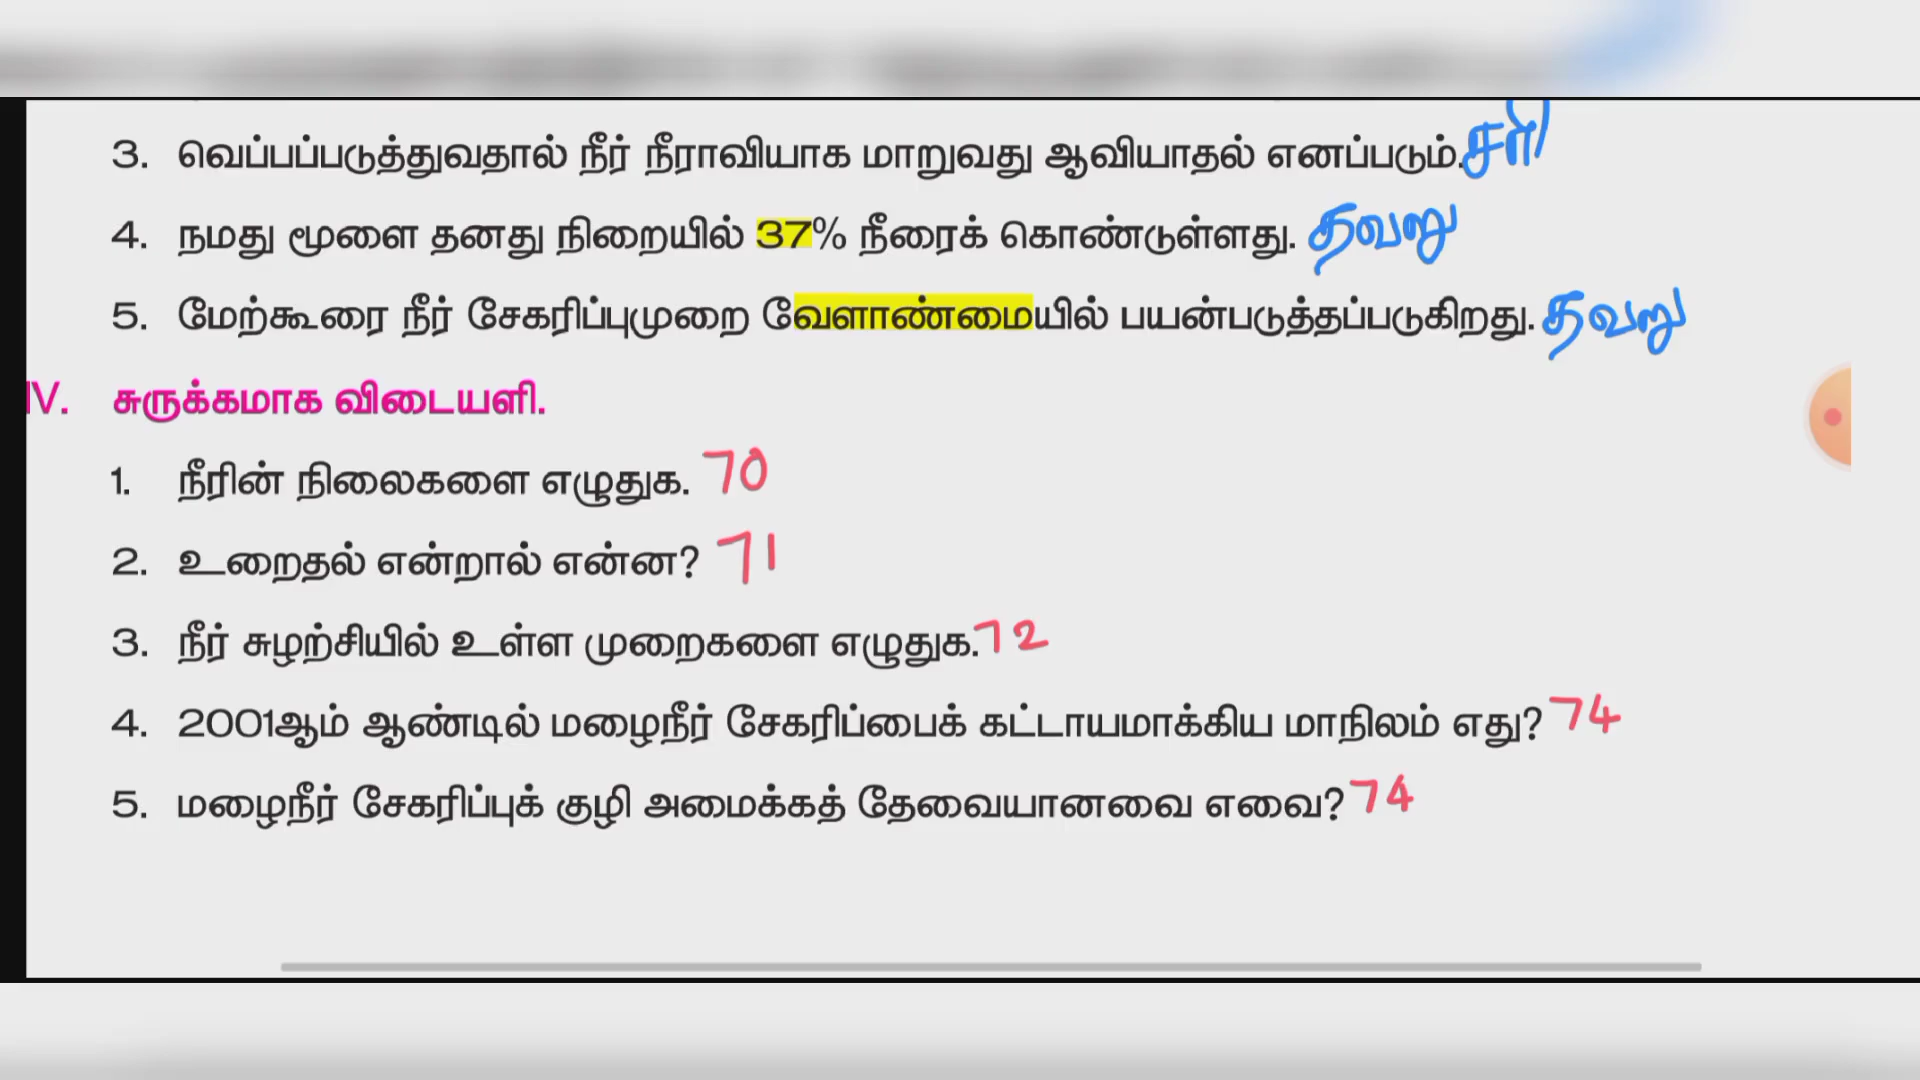 3. வெப்பப்படுத்துவதால் நீர் நீராவியாக மாறுவது ஆவியாதல் எனப்படும். சரி
4. நமது மூளை தனது நிறையில் 37% நீரைக் கொண்டுள்ளது. தவறு
5. மேற்கூரை நீர் சேகரிப்புமுறை வேளாண்மையில் பயன்படுத்தப்படுகிறது. தவறு
IV. சுருக்கமாக விடையளி.
1. நீரின் நிலைகளை எழுதுக. 70
2. உறைதல் என்றால் என்ன? 71
3. நீர் சுழற்சியில் உள்ள முறைகளை எழுதுக. 72
4. 2001ஆம் ஆண்டில் மழைநீர் சேகரிப்பைக் கட்டாயமாக்கிய மாநிலம் எது? 74
5. மழைநீர் சேகரிப்புக் குழி அமைக்கத் தேவையானவை எவை? 74